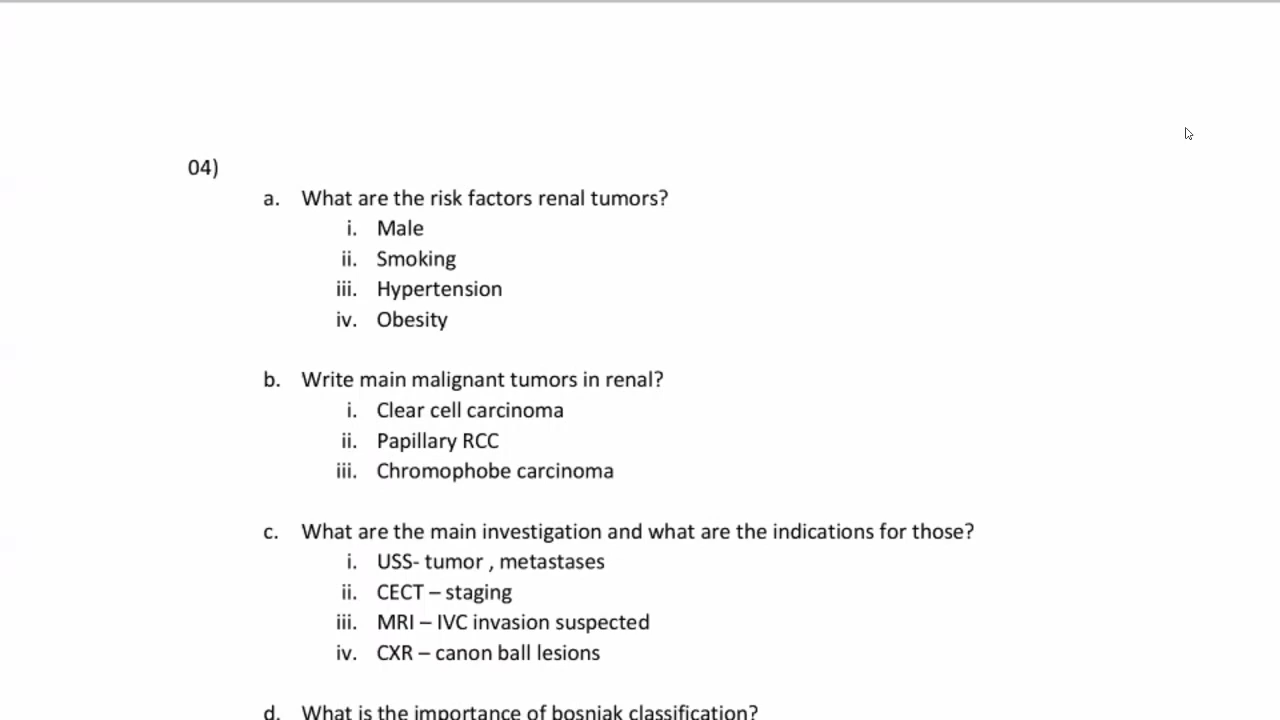 04)
a. What are the risk factors renal tumors?
i. Male
ii. Smoking
iii. Hypertension
iv. Obesity
b. Write main malignant tumors in renal?
i. Clear cell carcinoma
ii. Papillary RCC
iii. Chromophobe carcinoma
c. What are the main investigation and what are the indications for those?
i. USS- tumor , metastases
ii. CECT – staging
iii. MRI – IVC invasion suspected
iv. CXR – canon ball lesions
d. What is the importance of bosniak classification?